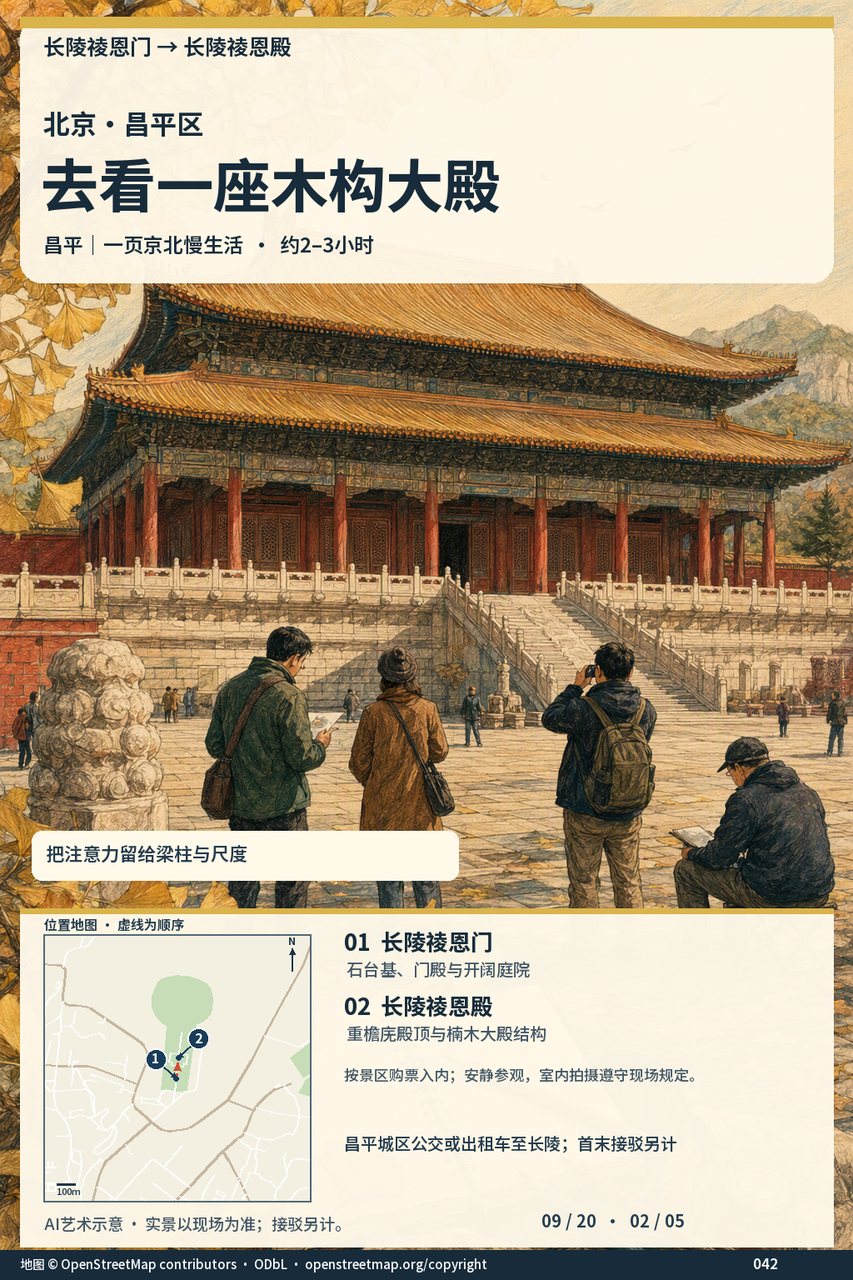 长陵祾恩门 → 长陵祾恩殿
北京·昌平区
去看一座木构大殿
昌平｜一页京北慢生活 · 约2–3小时
把注意力留给梁柱与尺度
位置地图 · 虚线为顺序
N
1
2
100m
01 长陵祾恩门
石台基、门殿与开阔庭院
02 长陵祾恩殿
重檐庑殿顶与楠木大殿结构
按景区购票入内；安静参观，室内拍摄遵守现场规定。
昌平城区公交或出租车至长陵；首末接驳另计
AI艺术示意 · 实景以现场为准；接驳另计。
09 / 20 · 02 / 05
地图 © OpenStreetMap contributors · ODbL · openstreetmap.org/copyright
042